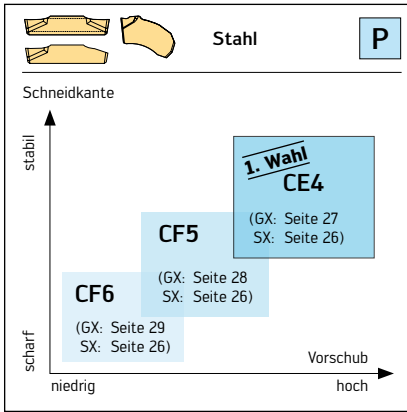 Stahl
P
Schneidkante
stabil
1. Wahl
CE4
(GX: Seite 27
SX: Seite 26)
CF5
(GX: Seite 28
SX: Seite 26)
CF6
(GX: Seite 29
SX: Seite 26)
scharf
Vorschub
niedrig
hoch